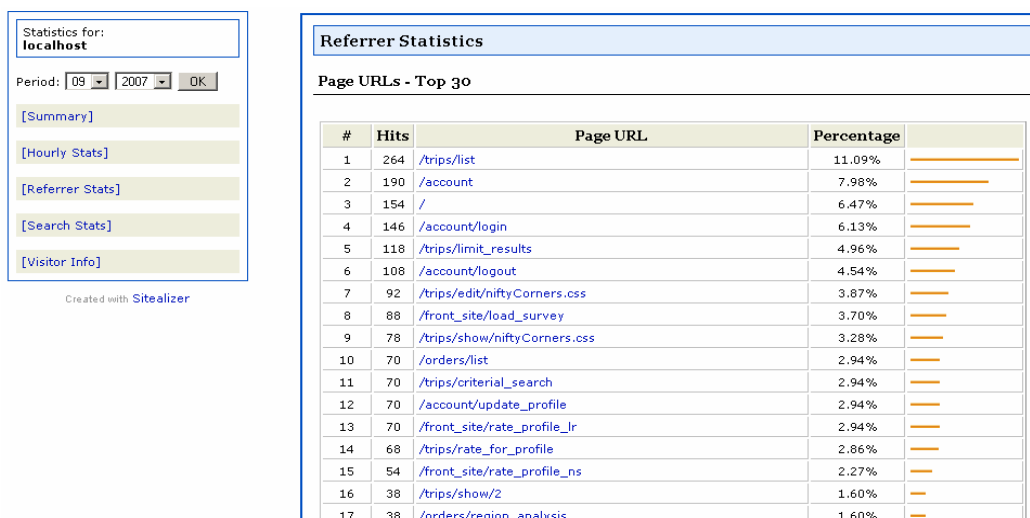 Statistics for:
localhost
Period: 09 2007 OK
[Summary]
[Hourly Stats]
[Referrer Stats]
[Search Stats]
[Visitor Info]
Created with Sitealizer
Referrer Statistics
Page URLs - Top 30
# Hits Page URL Percentage
1 264 /trips/list 11.09%
2 190 /account 7.98%
3 154 / 6.47%
4 146 /account/login 6.13%
5 118 /trips/limit_results 4.96%
6 108 /account/logout 4.54%
7 92 /trips/edit/niftyCorners.css 3.87%
8 88 /front_site/load_survey 3.70%
9 78 /trips/show/niftyCorners.css 3.28%
10 70 /orders/list 2.94%
11 70 /trips/criterial_search 2.94%
12 70 /account/update_profile 2.94%
13 70 /front_site/rate_profile_lr 2.94%
14 68 /trips/rate_for_profile 2.86%
15 54 /front_site/rate_profile_ns 2.27%
16 38 /trips/show/2 1.60%
17 38 /orders/region_analysis 1.60%